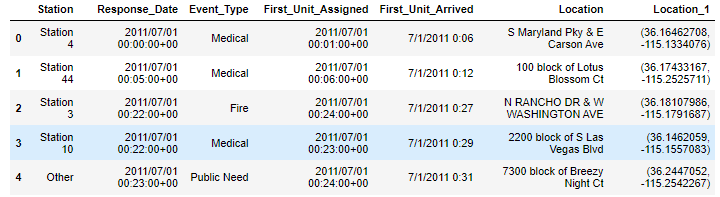 Station Response_Date Event_Type First_Unit_Assigned First_Unit_Arrived Location Location_1
0 Station 4 2011/07/01 00:00:00+00 Medical 2011/07/01 00:01:00+00 7/1/2011 0:06 S Maryland Pky & E Carson Ave (36.16462708, -115.1334076)
1 Station 44 2011/07/01 00:05:00+00 Medical 2011/07/01 00:06:00+00 7/1/2011 0:12 100 block of Lotus Blossom Ct (36.17433167, -115.2525711)
2 Station 3 2011/07/01 00:22:00+00 Fire 2011/07/01 00:24:00+00 7/1/2011 0:27 N RANCHO DR & W WASHINGTON AVE (36.18107986, -115.1791687)
3 Station 10 2011/07/01 00:22:00+00 Medical 2011/07/01 00:23:00+00 7/1/2011 0:29 2200 block of S Las Vegas Blvd (36.1462059, -115.1557083)
4 Other 2011/07/01 00:23:00+00 Public Need 2011/07/01 00:24:00+00 7/1/2011 0:31 7300 block of Breezy Night Ct (36.2447052, -115.2542267)